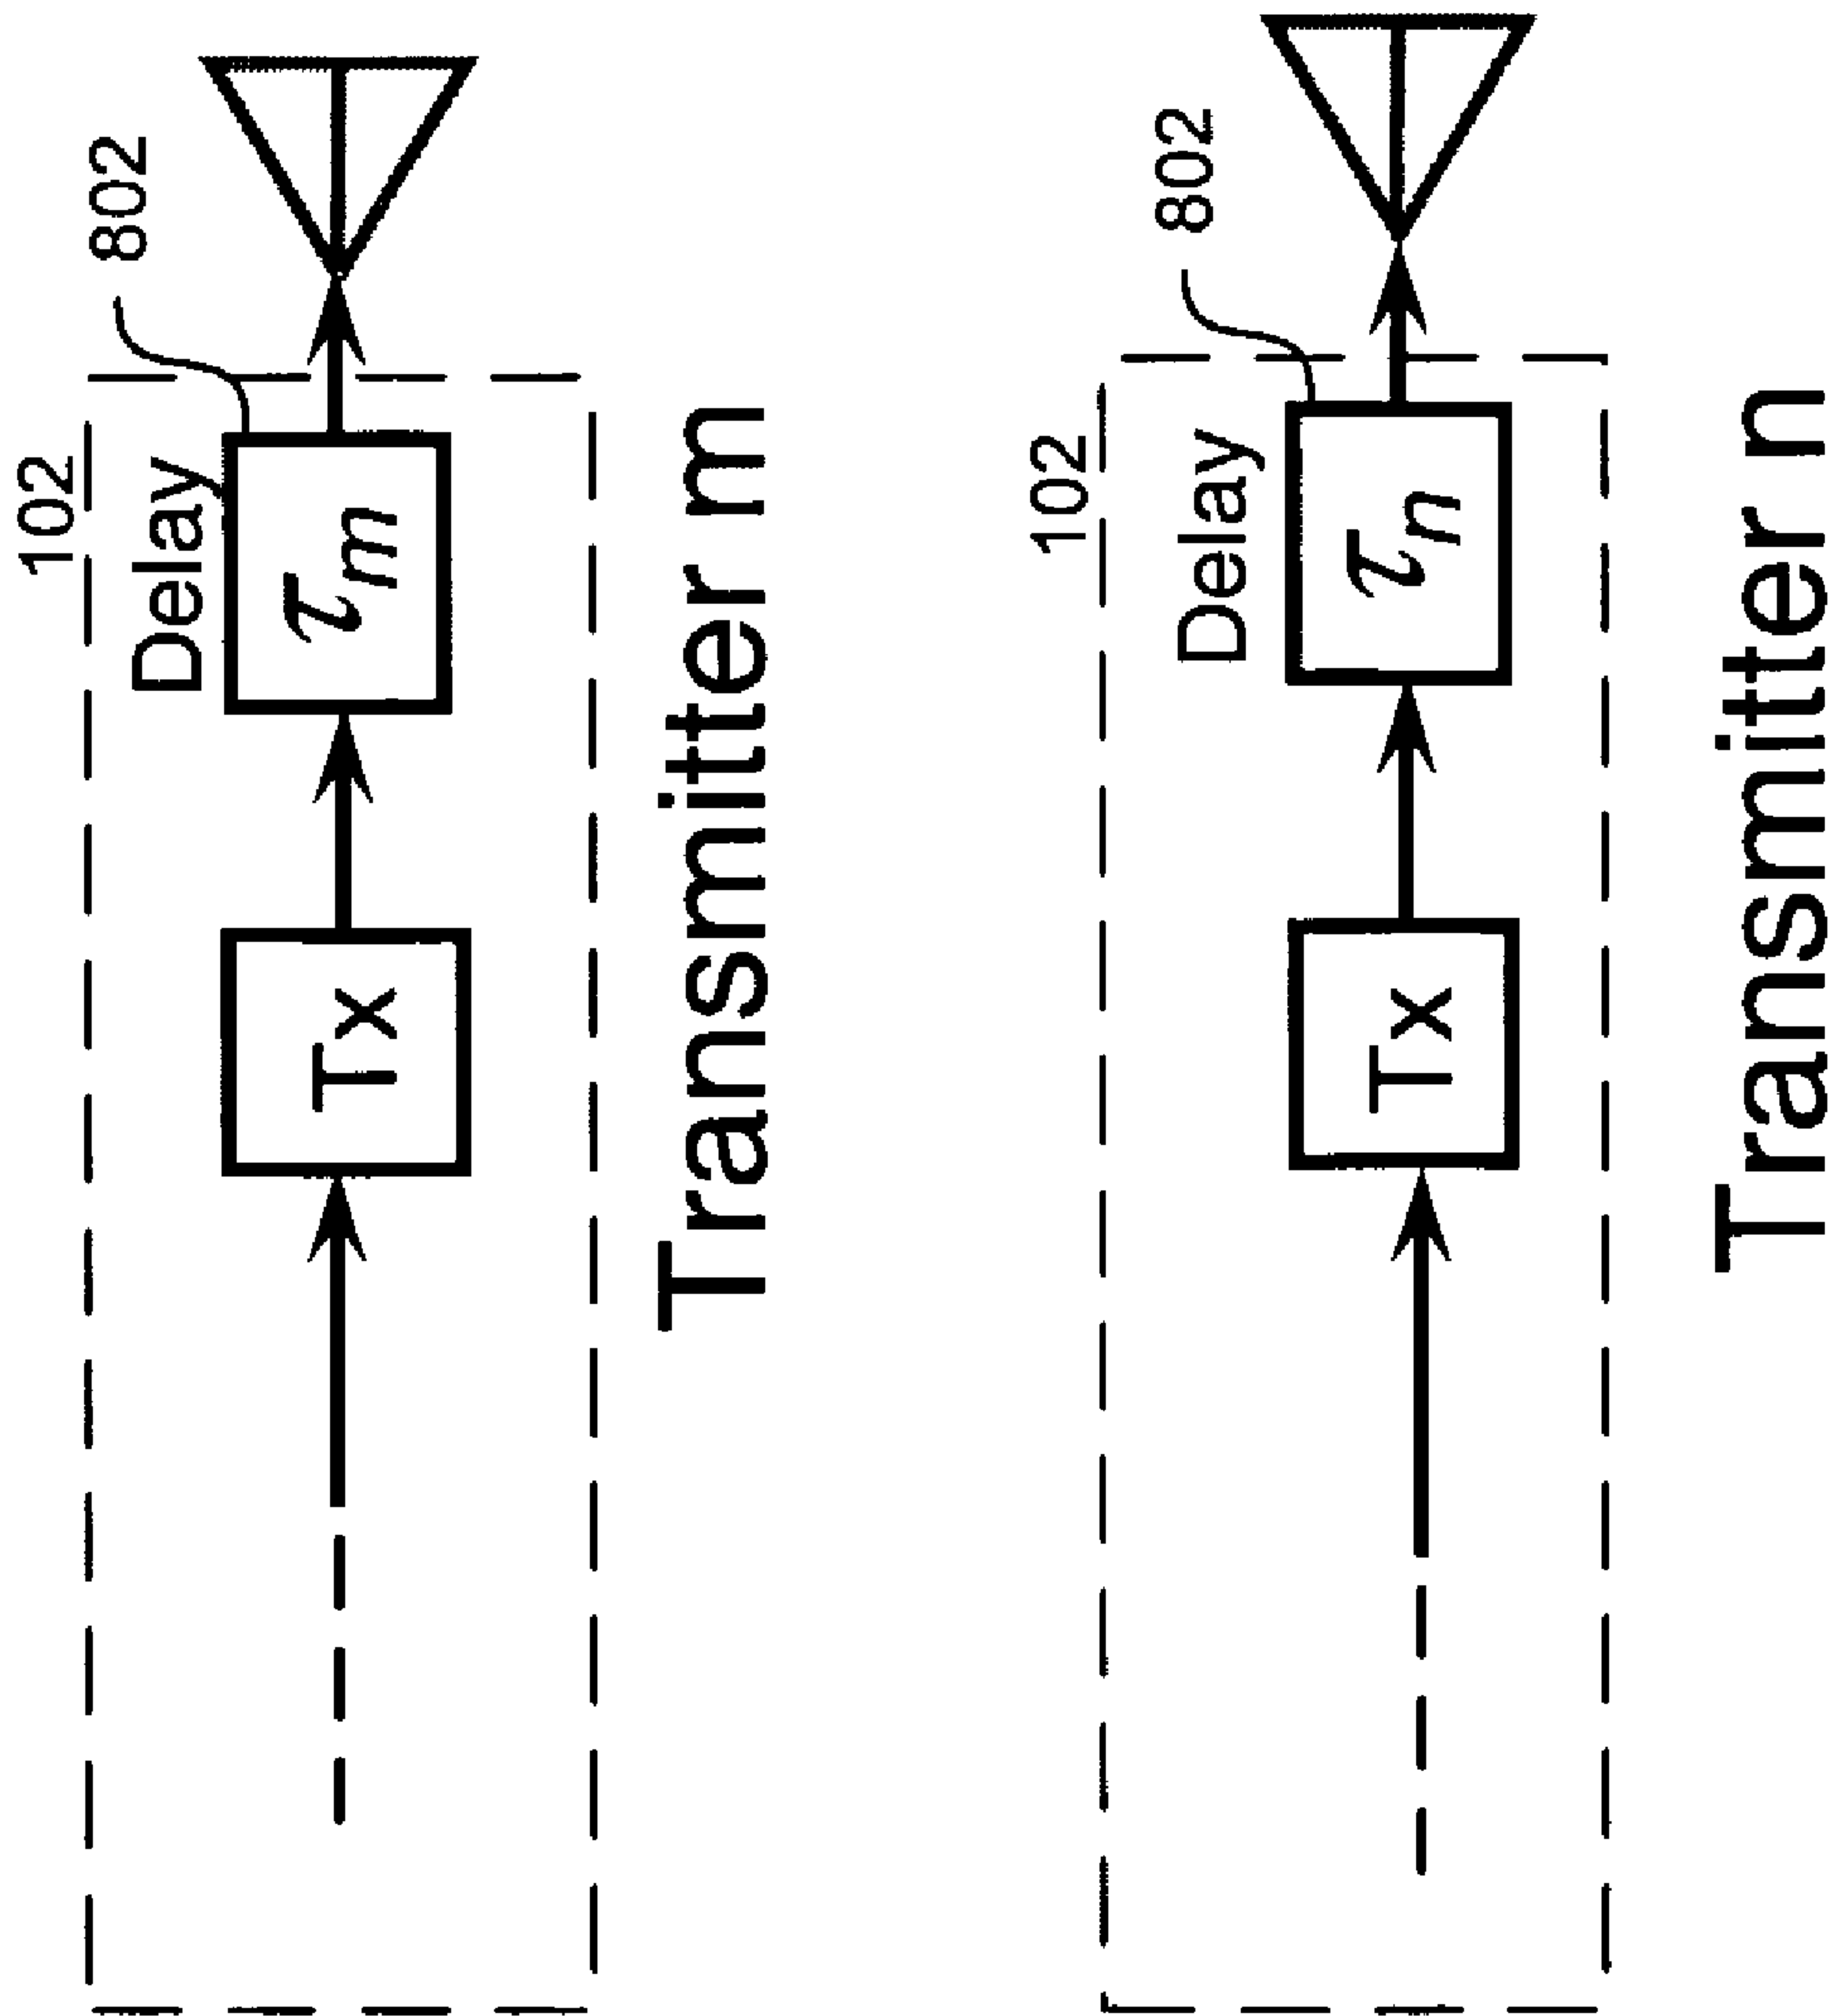 102
802
Tx
Delay
τm
Transmitter m
102
802
Tx
Delay
τn
Transmitter n